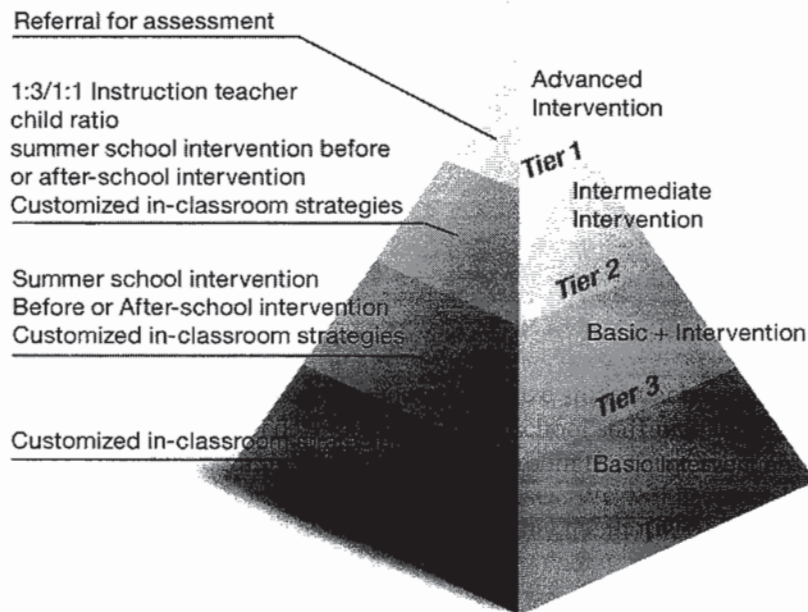 Referral for assessment
1:3/1:1 Instruction teacher
child ratio
summer school intervention before
or after-school intervention
Customized in-classroom strategies
Summer school intervention
Before or After-school intervention
Customized in-classroom strategies
Customized in-classroom
Advanced
Intervention
Tier 1
Intermediate
Intervention
Tier 2
Basic + Intervention
Tier 3
Basic Intervention